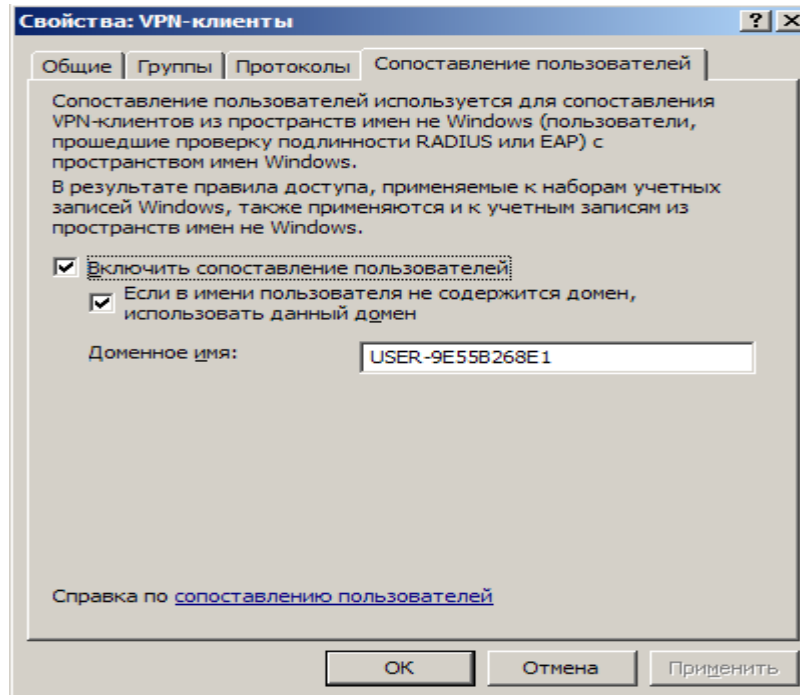 Свойства: VPN-клиенты
Общие
Группы
Протоколы
Сопоставление пользователей
Сопоставление пользователей используется для сопоставления
VPN-клиентов из пространств имен не Windows (пользователи,
прошедшие проверку подлинности RADIUS или EAP) с
пространством имен Windows.
В результате правила доступа, применяемые к наборам учетных
записей Windows, также применяются и к учетным записям из
пространств имен не Windows.
Включить сопоставление пользователей
Если в имени пользователя не содержится домен,
использовать данный домен
Доменное имя: USER-9E55B268E1
Справка по сопоставлению пользователей
ОК Отмена Применить